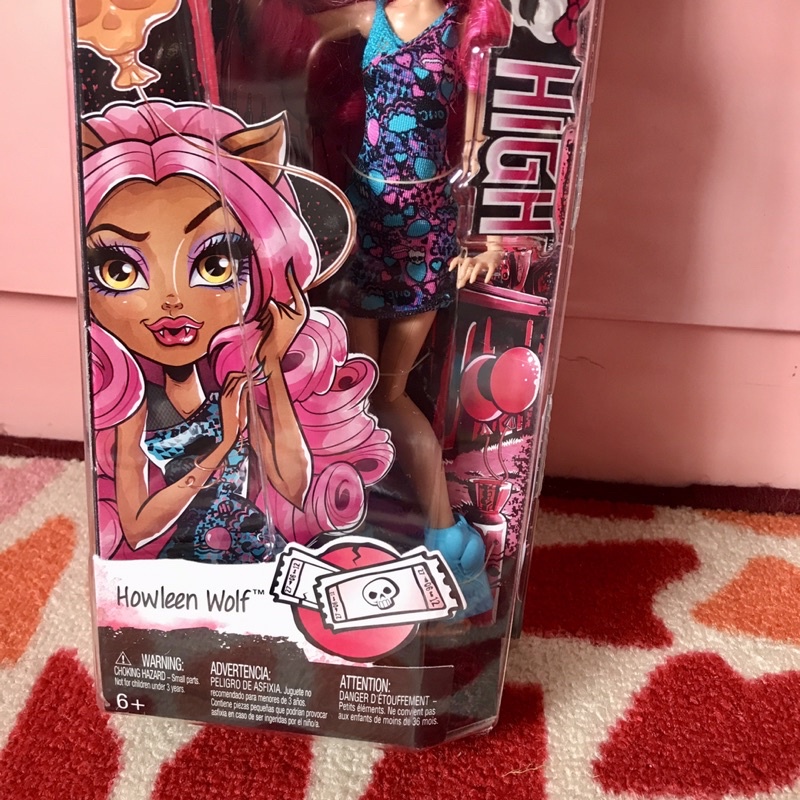 HIGH
Howleen Wolf™
WARNING:
CHOKING HAZARD – Small parts.
Not for children under 3 years.
6+
ADVERTENCIA:
PELIGRO DE ASFIXIA. Juguete no
recomendado para menores de 3 años.
Contiene piezas pequeñas que podrían provocar
asfixia en caso de ser ingeridas por el niño/a.
ATTENTION:
DANGER D'ÉTOUFFEMENT –
Petits éléments. Ne convient pas
aux enfants de moins de 36 mois.